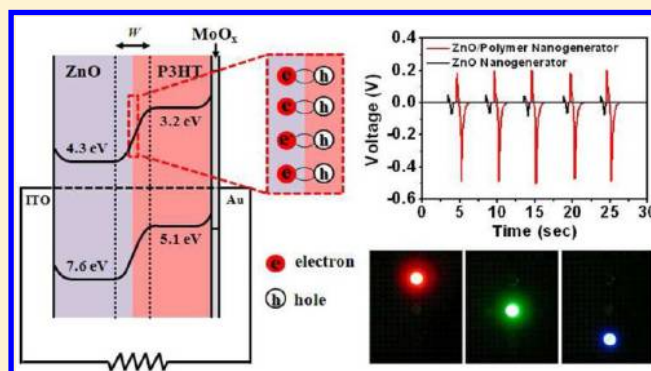 W
MoOx
ZnO
P3HT
4.3 eV
3.2 eV
ITO
Au
5.1 eV
7.6 eV
e h
e h
e h
e h
e electron
h hole
ZnO/Polymer Nanogenerator
ZnO Nanogenerator
Voltage (V)
0.4
0.2
0.0
-0.2
-0.4
-0.6
0 5 10 15 20 25 30
Time (sec)